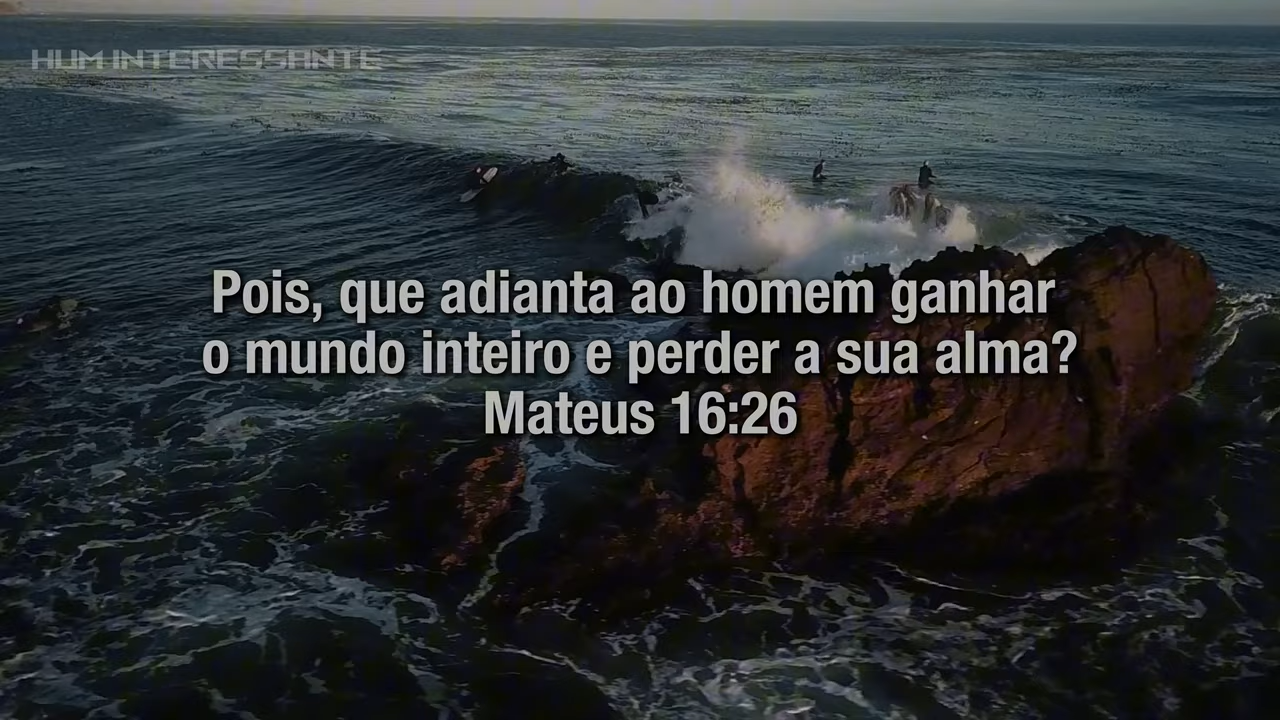 HUM INTERESSANTE
Pois, que adianta ao homem ganhar
o mundo inteiro e perder a sua alma?
Mateus 16:26